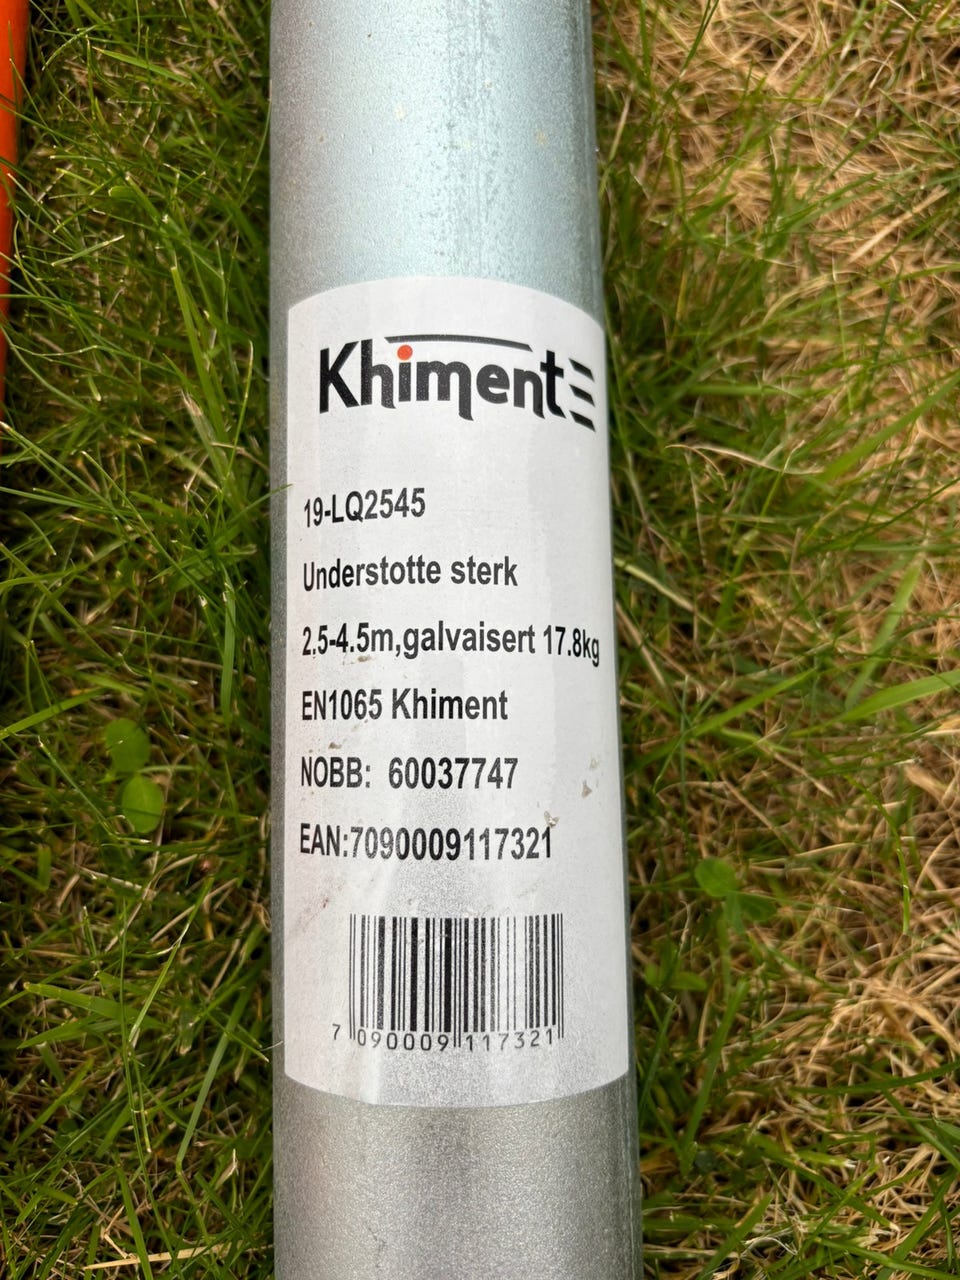 Khiment
19-LQ2545
Understotte sterk
2.5-4.5m,galvaisert 17.8kg
EN1065 Khiment
NOBB: 60037747
EAN:7090009117321
7 090009 117321